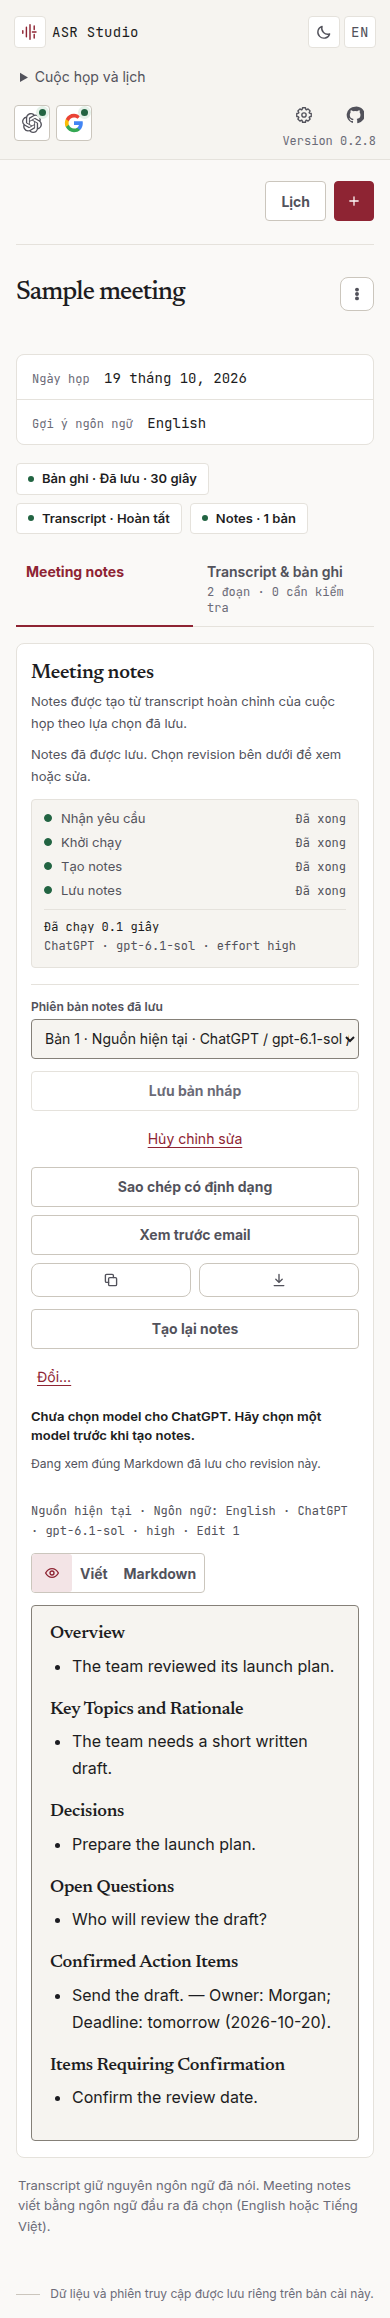 ASR Studio
EN
Cuộc họp và lịch
Version 0.2.8
Lịch
+
Sample meeting
Ngày họp 19 tháng 10, 2026
Gợi ý ngôn ngữ English
Bản ghi · Đã lưu · 30 giây
Transcript · Hoàn tất
Notes · 1 bản
Meeting notes
Transcript & bản ghi
2 đoạn · 0 cần kiểm
tra
Meeting notes
Notes được tạo từ transcript hoàn chỉnh của cuộc
họp theo lựa chọn đã lưu.
Notes đã được lưu. Chọn revision bên dưới để xem
hoặc sửa.
Nhận yêu cầu Đã xong
Khởi chạy Đã xong
Tạo notes Đã xong
Lưu notes Đã xong
Đã chạy 0.1 giây
ChatGPT · gpt-6.1-sol · effort high
Phiên bản notes đã lưu
Bản 1 · Nguồn hiện tại · ChatGPT / gpt-6.1-sol
Lưu bản nháp
Hủy chỉnh sửa
Sao chép có định dạng
Xem trước email
Tạo lại notes
Đổi...
Chưa chọn model cho ChatGPT. Hãy chọn một
model trước khi tạo notes.
Đang xem đúng Markdown đã lưu cho revision này.
Nguồn hiện tại · Ngôn ngữ: English · ChatGPT
· gpt-6.1-sol · high · Edit 1
Viết Markdown
Overview
• The team reviewed its launch plan.
Key Topics and Rationale
• The team needs a short written
draft.
Decisions
• Prepare the launch plan.
Open Questions
• Who will review the draft?
Confirmed Action Items
• Send the draft. — Owner: Morgan;
Deadline: tomorrow (2026-10-20).
Items Requiring Confirmation
• Confirm the review date.
Transcript giữ nguyên ngôn ngữ đã nói. Meeting notes
viết bằng ngôn ngữ đầu ra đã chọn (English hoặc Tiếng
Việt).
Dữ liệu và phiên truy cập được lưu riêng trên bản cài này.